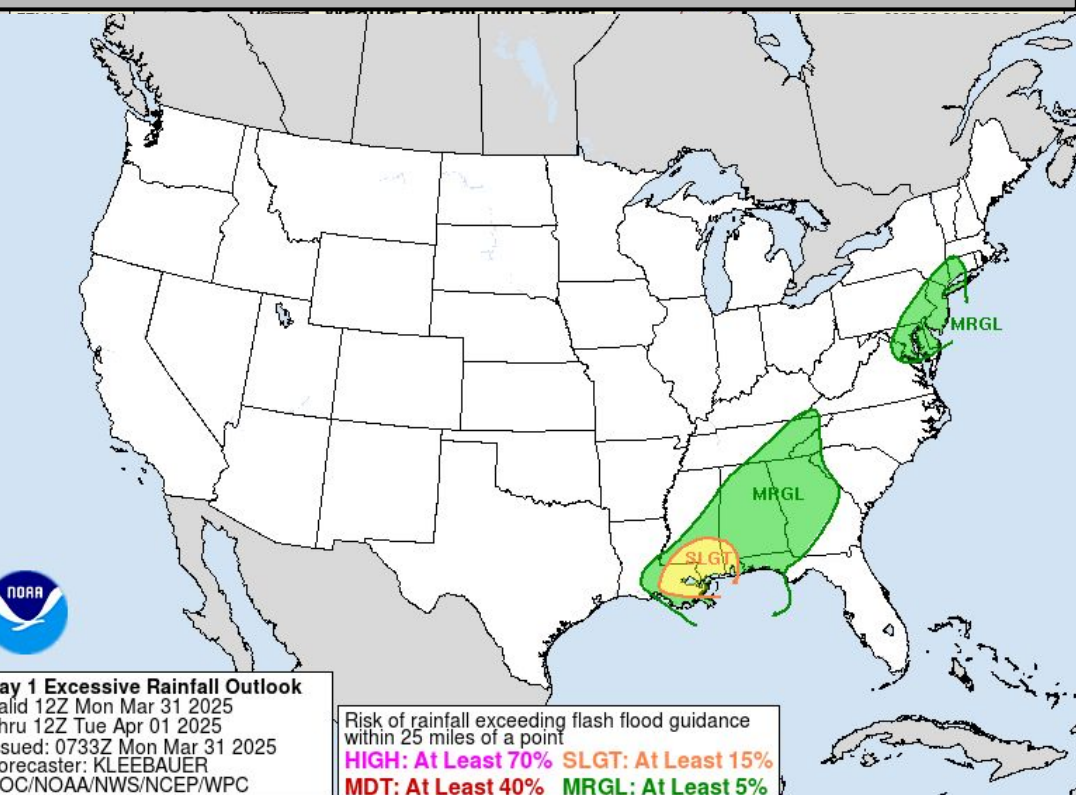 MRGL
MRGL
SLGT
NOAA
ay 1 Excessive Rainfall Outlook
alid 12Z Mon Mar 31 2025
hru 12Z Tue Apr 01 2025
ssued: 0733Z Mon Mar 31 2025
orecaster: KLEEBAUER
OC/NOAA/NWS/NCEP/WPC
Risk of rainfall exceeding flash flood guidance
within 25 miles of a point
HIGH: At Least 70% SLGT: At Least 15%
MDT: At Least 40% MRGL: At Least 5%